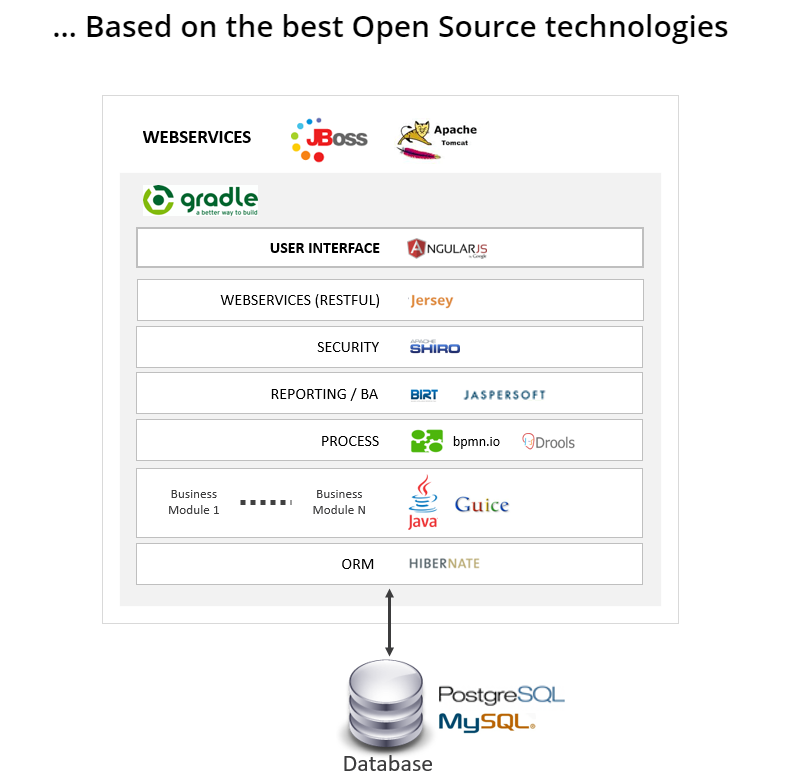 ... Based on the best Open Source technologies
WEBSERVICES
JBoss
Apache
Tomcat
gradle
a better way to build
USER INTERFACE
ANGULARJS
by Google
WEBSERVICES (RESTFUL)
Jersey
SECURITY
APACHE
SHIRO
REPORTING / BA
BIRT
JASPERSOFT
PROCESS
bpmn.io
Drools
Business
Module 1
Business
Module N
Java
Guice
ORM
HIBERNATE
PostgreSQL
MySQL®
Database